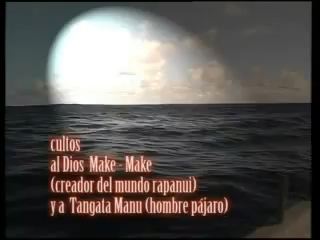 cultos
al Dios Make - Make
(creador del mundo rapanui)
y a Tangata Manu (hombre pájaro)